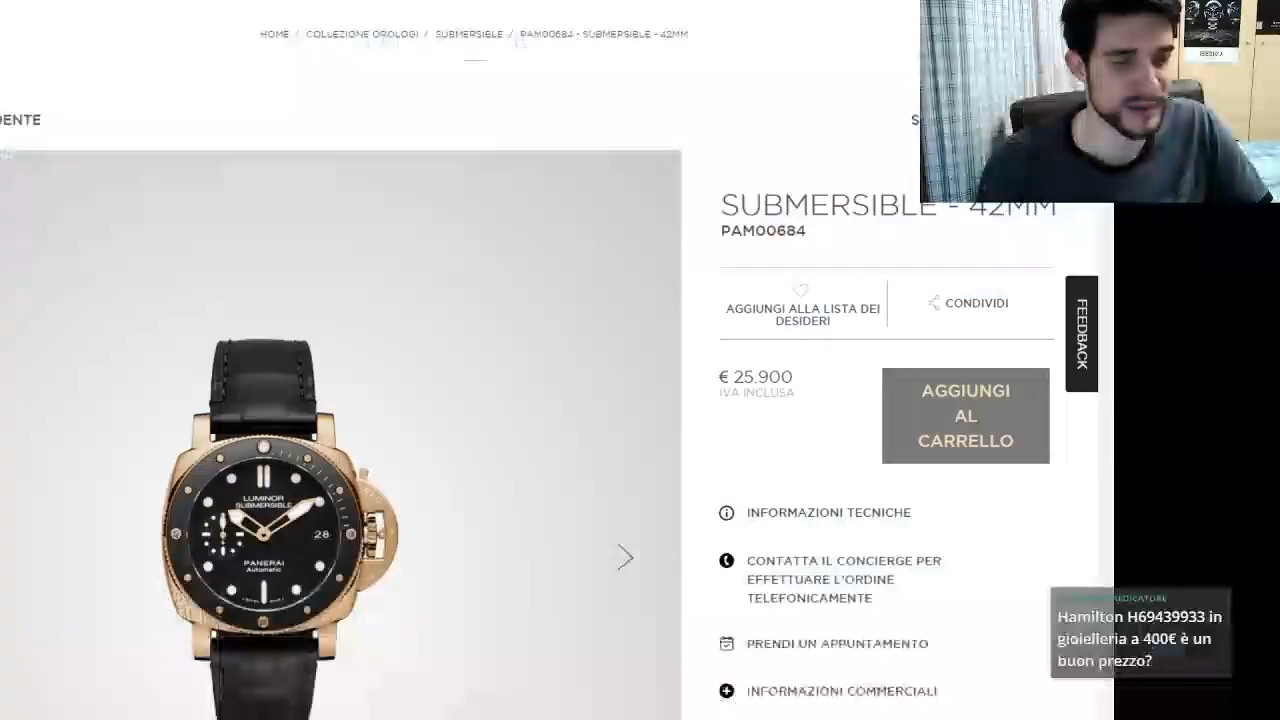 HOME / COLLEZIONE OROLOGI / SUBMERSIBLE / PAM00684 - SUBMERSIBLE - 42MM
SEIKO
DENTE
S
SUBMERSIBLE - 42MM
PAM00684
AGGIUNGI ALLA LISTA DEI
DESIDERI
CONDIVIDI
FEEDBACK
€ 25.900
IVA INCLUSA
AGGIUNGI
AL
CARRELLO
LUMINOR
SUBMERSIBLE
28
PANERAI
Automatic
INFORMAZIONI TECNICHE
CONTATTA IL CONCIERGE PER
EFFETTUARE L'ORDINE
TELEFONICAMENTE
PRENDI UN APPUNTAMENTO
INFORMAZIONI COMMERCIALI
Hamilton H69439933 in
gioielleria a 400€ è un
buon prezzo?